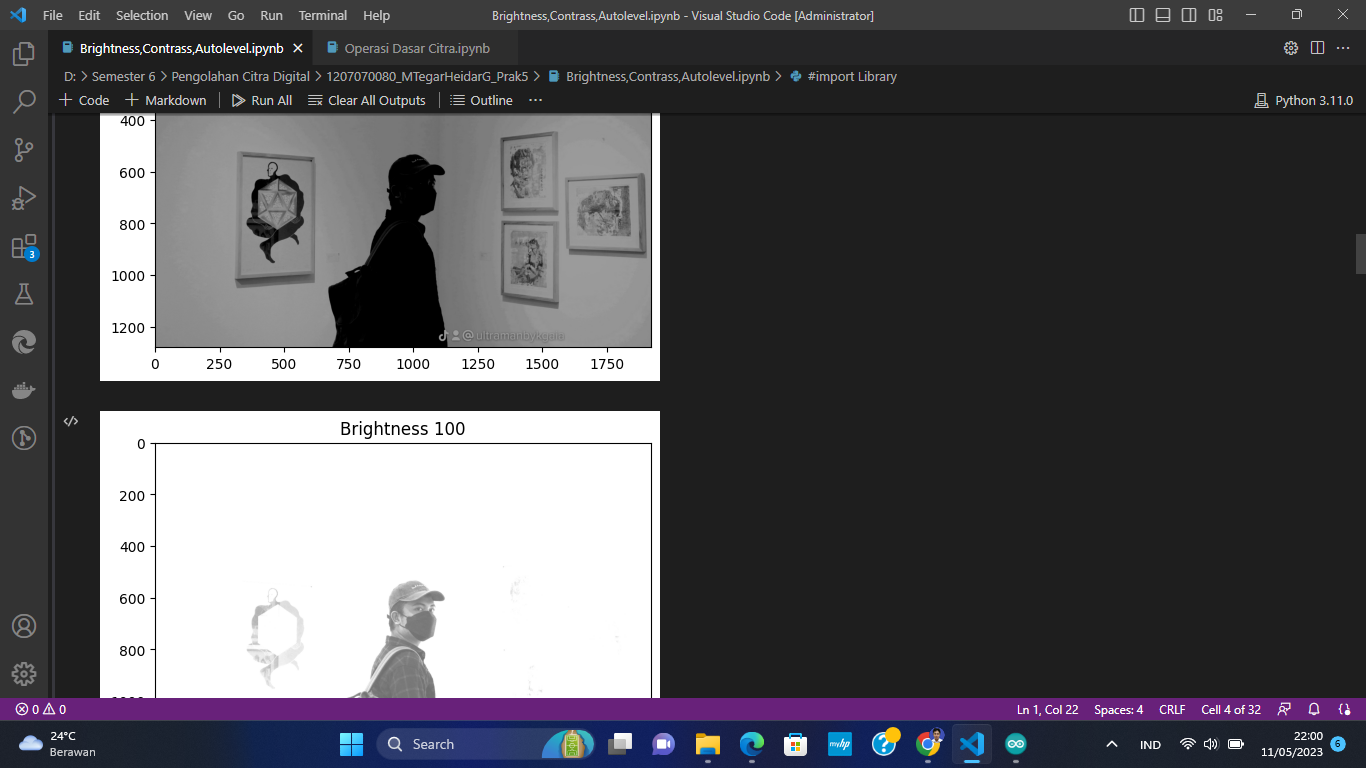 File Edit Selection View Go Run Terminal Help Brightness,Contrass,Autolevel.ipynb - Visual Studio Code [Administrator]
Brightness,Contrass,Autolevel.ipynb Operasi Dasar Citra.ipynb
D: > Semester 6 > Pengolahan Citra Digital > 1207070080_MTegarHeidarG_Prak5 > Brightness,Contrass,Autolevel.ipynb > #import Library
Code Markdown Run All Clear All Outputs Outline ... Python 3.11.0
400
600
800
1000
1200
0 250 500 750 1000 1250 1500 1750
3
Brightness 100
0
200
400
600
800
1000
0 0 Ln 1, Col 22 Spaces: 4 CRLF Cell 4 of 32
24°C
Berawan
Search
myhp
IND
22:00
11/05/2023
6